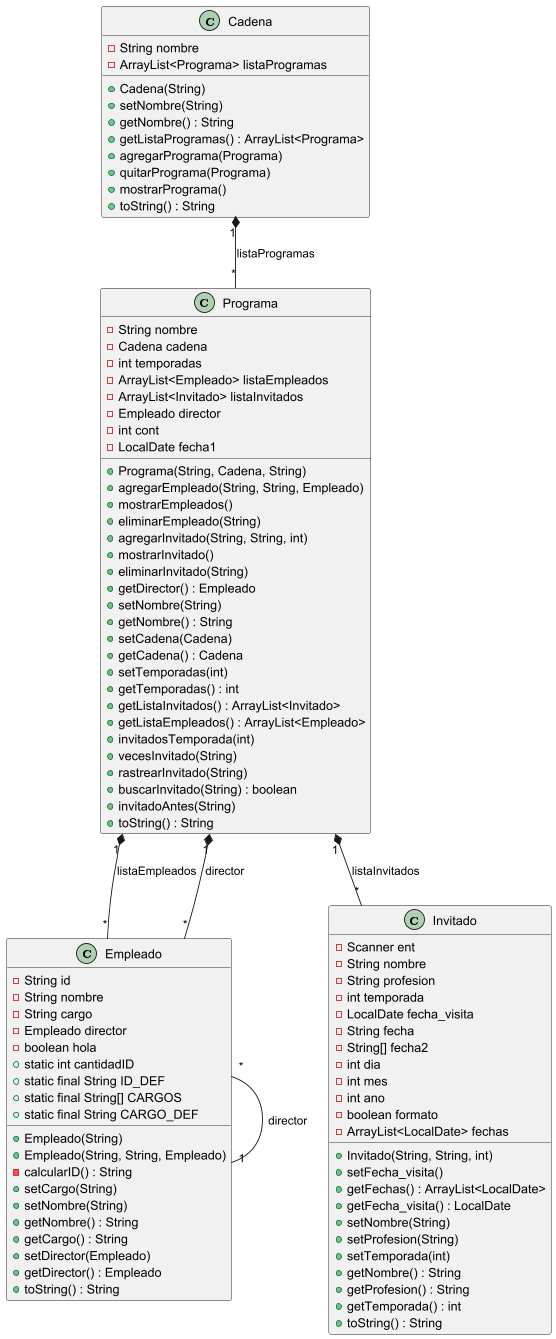 C Cadena
String nombre
ArrayList<Programa> listaProgramas
Cadena(String)
setNombre(String)
getNombre() : String
getListaProgramas() : ArrayList<Programa>
agregarPrograma(Programa)
quitarPrograma(Programa)
mostrarPrograma()
toString() : String
1
listaProgramas
*
C Programa
String nombre
Cadena cadena
int temporadas
ArrayList<Empleado> listaEmpleados
ArrayList<Invitado> listaInvitados
Empleado director
int cont
LocalDate fecha1
Programa(String, Cadena, String)
agregarEmpleado(String, String, Empleado)
mostrarEmpleados()
eliminarEmpleado(String)
agregarInvitado(String, String, int)
mostrarInvitado()
eliminarInvitado(String)
getDirector() : Empleado
setNombre(String)
getNombre() : String
setCadena(Cadena)
getCadena() : Cadena
setTemporadas(int)
getTemporadas() : int
getListaInvitados() : ArrayList<Invitado>
getListaEmpleados() : ArrayList<Empleado>
invitadosTemporada(int)
vecesInvitado(String)
rastrearInvitado(String)
buscarInvitado(String) : boolean
invitadoAntes(String)
toString() : String
1 1 1
listaEmpleados director listaInvitados
* * *
C Empleado
String id
String nombre
String cargo
Empleado director
boolean hola
static int cantidadID
static final String ID_DEF
static final String[] CARGOS
static final String CARGO_DEF
Empleado(String)
Empleado(String, String, Empleado)
calcularID() : String
setCargo(String)
setNombre(String)
getNombre() : String
getCargo() : String
setDirector(Empleado)
getDirector() : Empleado
toString() : String
*
director
1
C Invitado
Scanner ent
String nombre
String profesion
int temporada
LocalDate fecha_visita
String fecha
String[] fecha2
int dia
int mes
int ano
boolean formato
ArrayList<LocalDate> fechas
Invitado(String, String, int)
setFecha_visita()
getFechas() : ArrayList<LocalDate>
getFecha_visita() : LocalDate
setNombre(String)
setProfesion(String)
setTemporada(int)
getNombre() : String
getProfesion() : String
getTemporada() : int
toString() : String